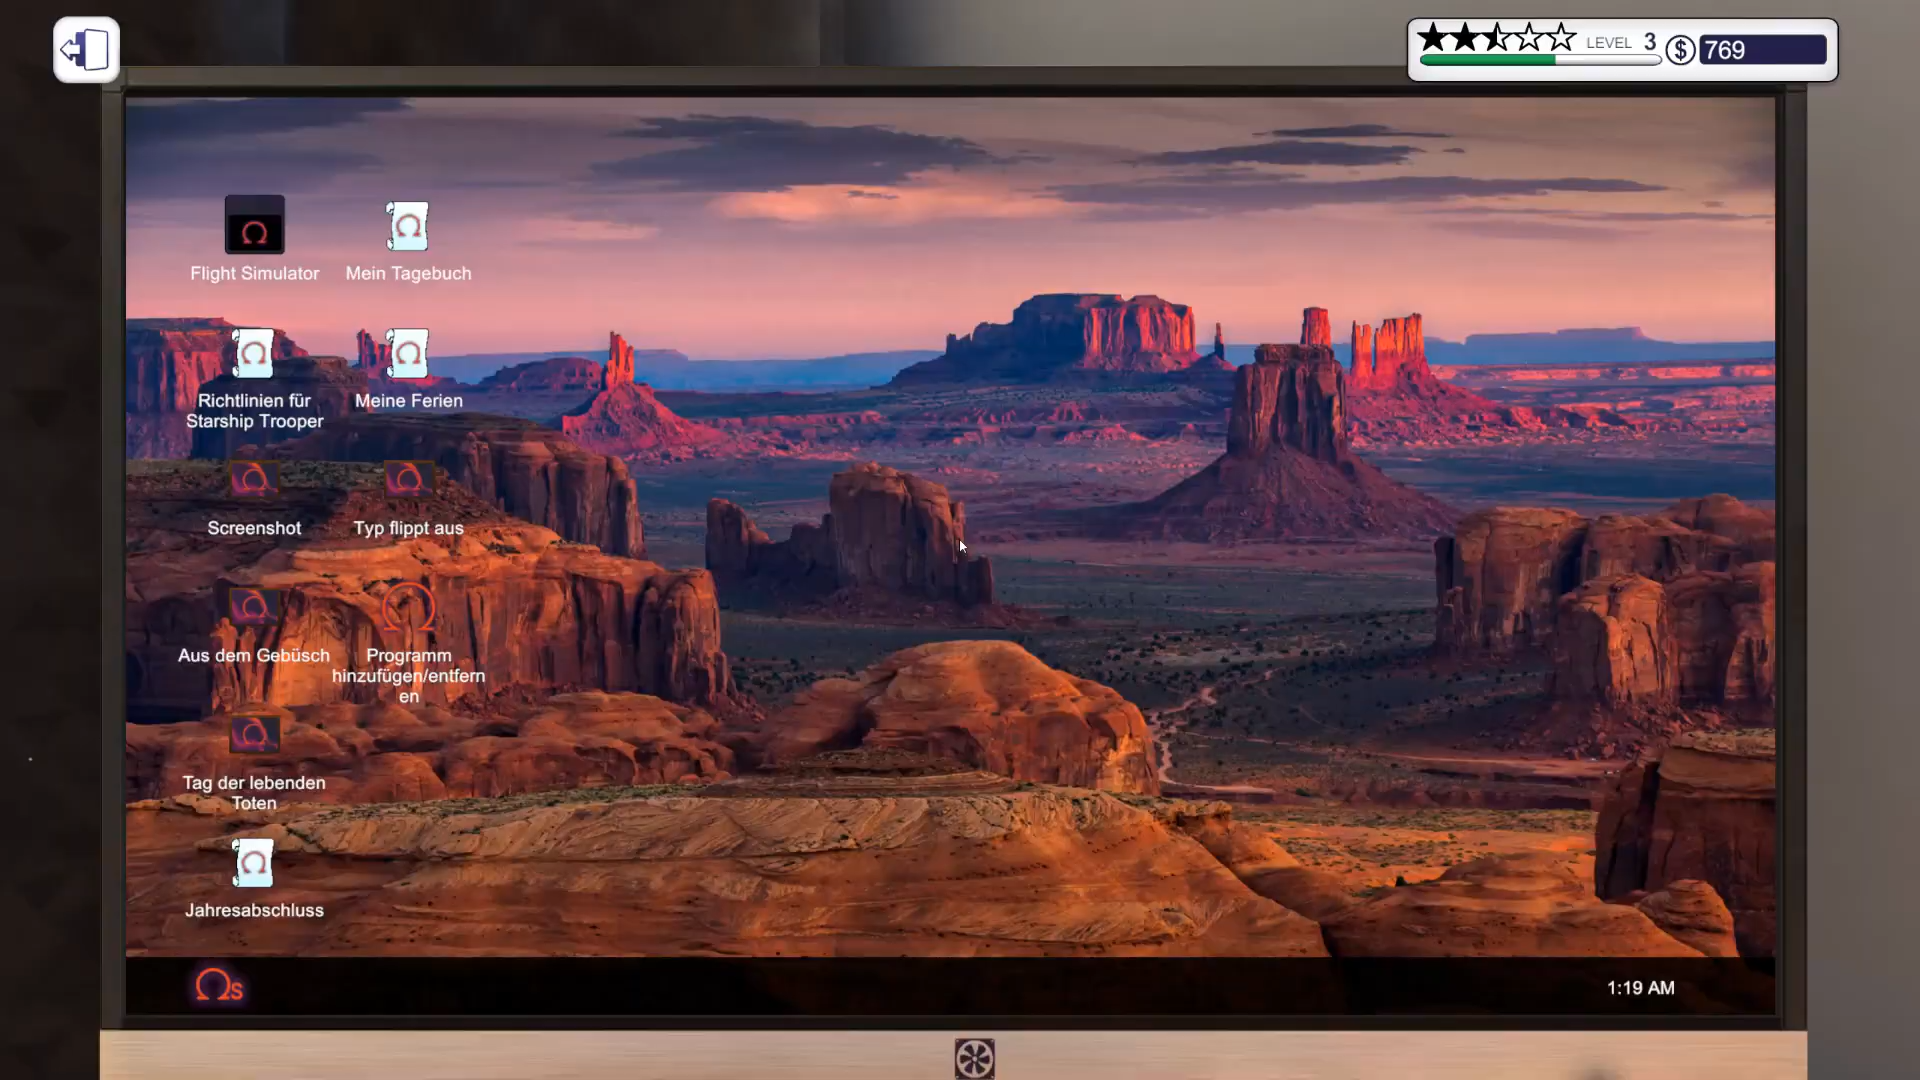 LEVEL 3
$ 769
Flight Simulator
Mein Tagebuch
Richtlinien für
Starship Trooper
Meine Ferien
Screenshot
Typ flippt aus
Aus dem Gebüsch
Programm
hinzufügen/entfern
en
Tag der lebenden
Toten
Jahresabschluss
Ωs
1:19 AM